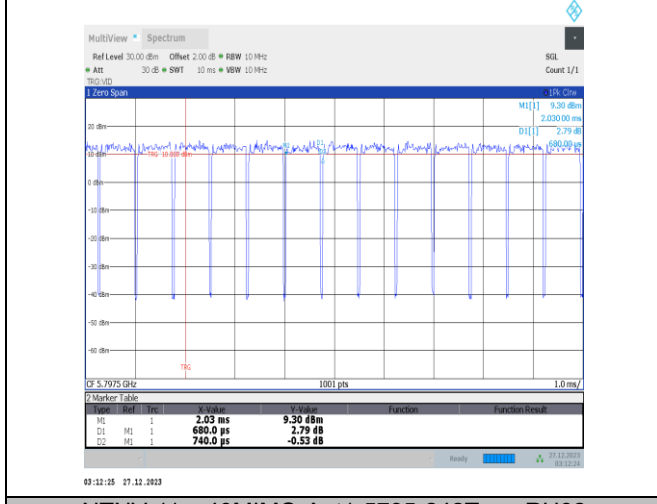 MultiView Spectrum
Ref Level 30.00 dBm Offset 2.00 dB RBW 10 MHz SGL
Att 30 dB SWT 10 ms VBW 10 MHz Count 1/1
TRG:VID
1 Zero Span 1Pk Clrw
M1[1] 9.30 dBm
2.03000 ms
20 dBm
D1[1] 2.79 dB
680.00 µs
M1 D1
10 dBm
TRG 10.000 dBm
0 dBm
-10 dBm
-20 dBm
-30 dBm
-40 dBm
-50 dBm
-60 dBm
TRG
CF 5.7975 GHz 1001 pts 1.0 ms/
2 Marker Table
Type Ref Trc X-Value Y-Value Function Function Result
M1 1 2.03 ms 9.30 dBm
D1 M1 1 680.0 µs 2.79 dB
D2 M1 1 740.0 µs -0.53 dB
Ready 27.12.2023
03:12:24
03:12:25 27.12.2023